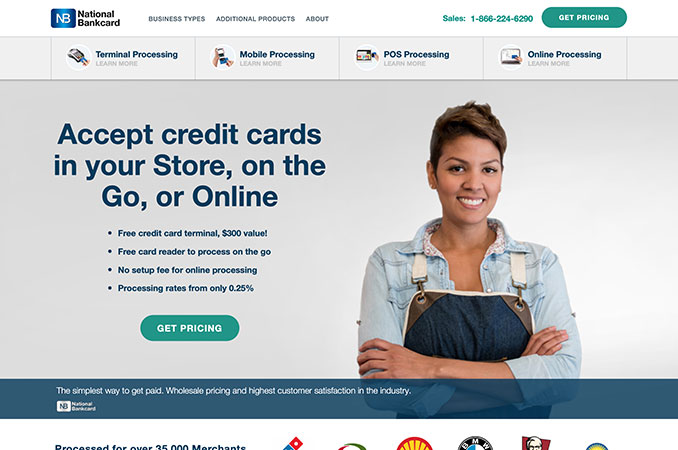 NB National
Bankcard
BUSINESS TYPES ADDITIONAL PRODUCTS ABOUT
Sales: 1-866-224-6290
GET PRICING
Terminal Processing
LEARN MORE
Mobile Processing
LEARN MORE
POS Processing
LEARN MORE
Online Processing
LEARN MORE
Accept credit cards
in your Store, on the
Go, or Online
• Free credit card terminal, $300 value!
• Free card reader to process on the go
• No setup fee for online processing
• Processing rates from only 0.25%
GET PRICING
The simplest way to get paid. Wholesale pricing and highest customer satisfaction in the industry.
NB National
Bankcard
Processed for over 35,000 Merchants
BMW